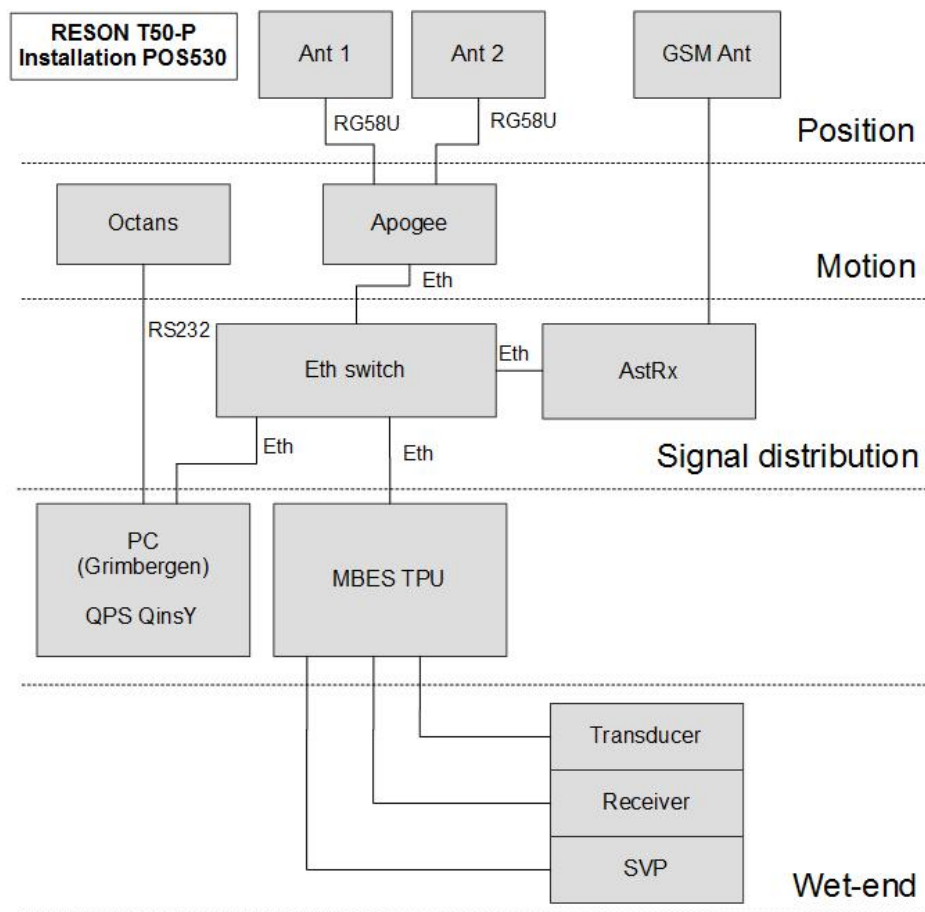 RESON T50-P
Installation POS530
Ant 1
Ant 2
GSM Ant
RG58U
RG58U
Position
Octans
Apogee
Eth
Motion
RS232
Eth switch
Eth
AstRx
Eth
Eth
Signal distribution
PC
(Grimbergen)
QPS QinsY
MBES TPU
Transducer
Receiver
SVP
Wet-end